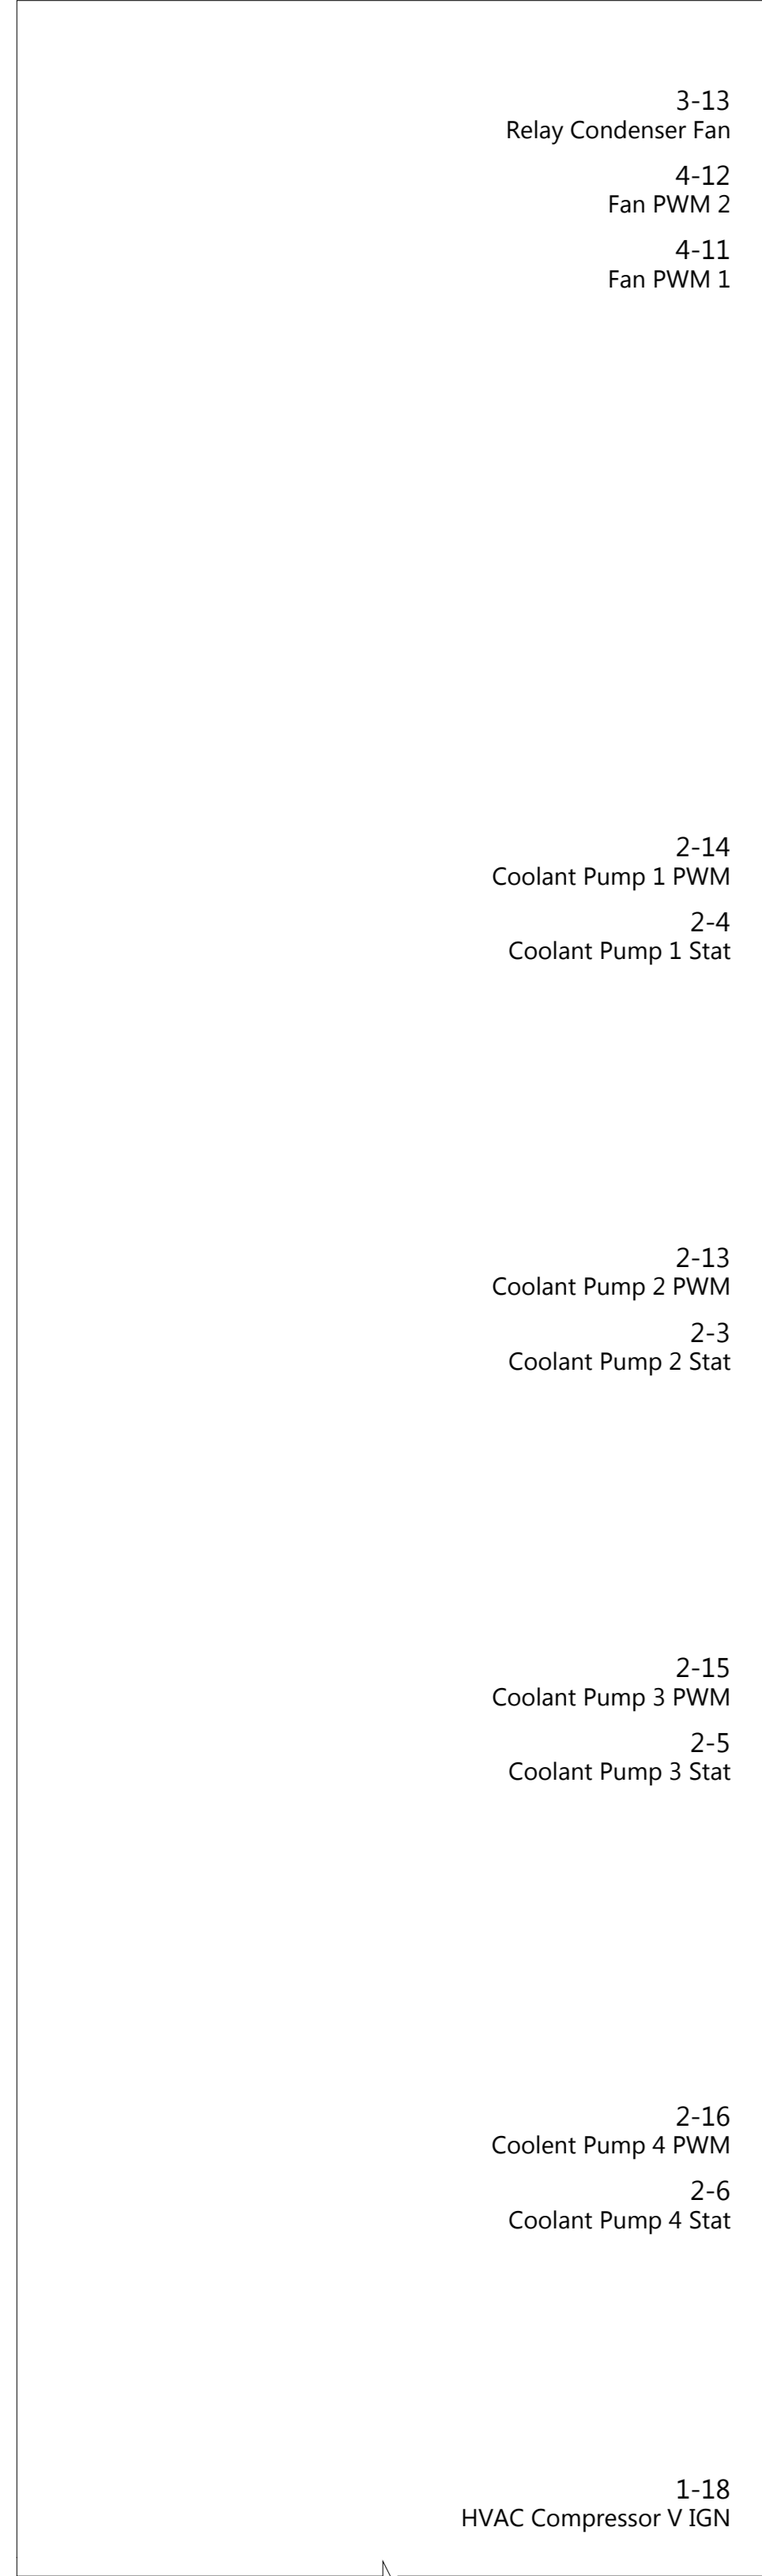 3-13
Relay Condenser Fan
4-12
Fan PWM 2
4-11
Fan PWM 1
2-14
Coolant Pump 1 PWM
2-4
Coolant Pump 1 Stat
2-13
Coolant Pump 2 PWM
2-3
Coolant Pump 2 Stat
2-15
Coolant Pump 3 PWM
2-5
Coolant Pump 3 Stat
2-16
Coolent Pump 4 PWM
2-6
Coolant Pump 4 Stat
1-18
HVAC Compressor V IGN